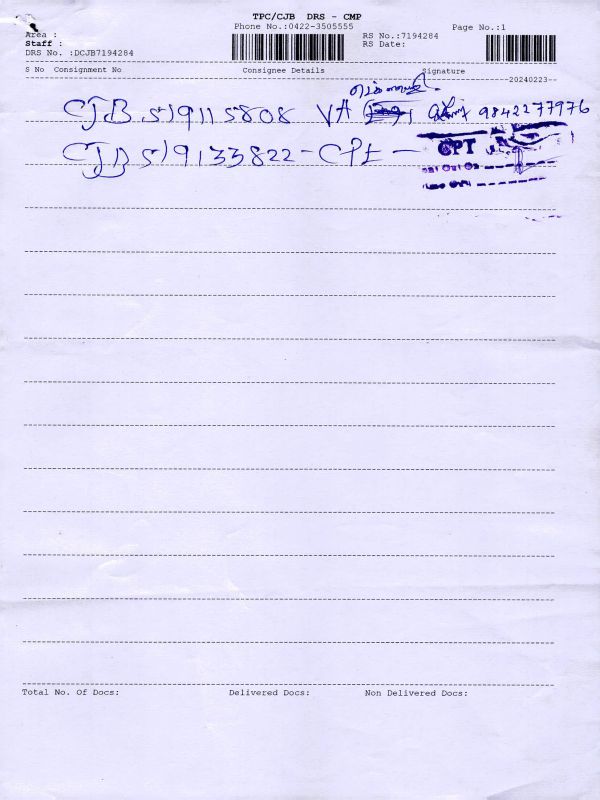 TPC/CJB DRS - CMP
Phone No.:0422-3505555
Page No.:1
Area :
Staff :
DRS No. :DCJB7194284
RS No.:7194284
RS Date:
S No Consignment No Consignee Details Signature
20240223
CJB 519115808 VA 9842277976
CJB 519133822 - CPT - CPT
Total No. Of Docs: Delivered Docs: Non Delivered Docs: